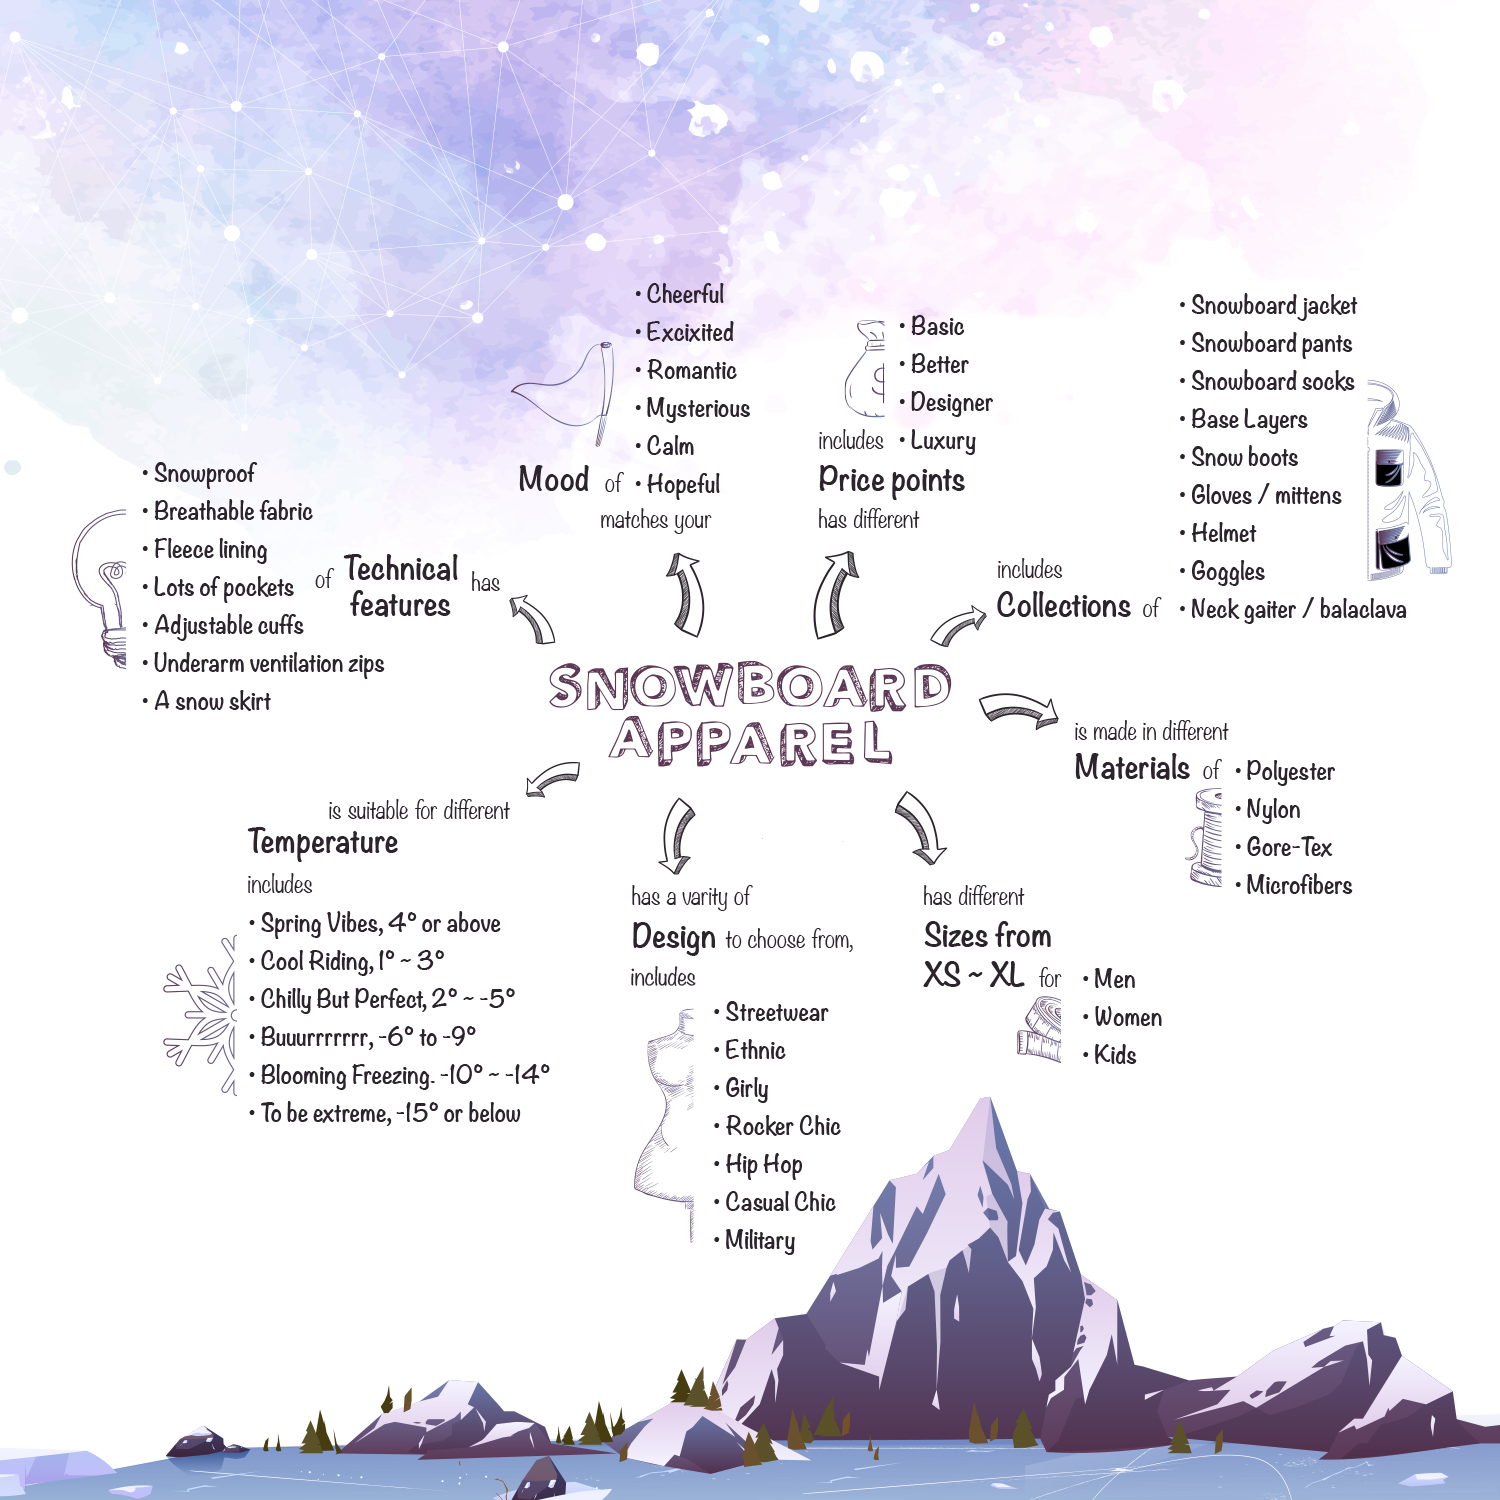 SNOWBOARD
APPAREL
has
Technical
features
of
• Snowproof
• Breathable fabric
• Fleece lining
• Lots of pockets
• Adjustable cuffs
• Underarm ventilation zips
• A snow skirt
matches your
Mood of
• Cheerful
• Excixited
• Romantic
• Mysterious
• Calm
• Hopeful
has different
Price points
includes
• Basic
• Better
• Designer
• Luxury
includes
Collections of
• Snowboard jacket
• Snowboard pants
• Snowboard socks
• Base Layers
• Snow boots
• Gloves / mittens
• Helmet
• Goggles
• Neck gaiter / balaclava
is made in different
Materials of
• Polyester
• Nylon
• Gore-Tex
• Microfibers
is suitable for different
Temperature
includes
• Spring Vibes, 4° or above
• Cool Riding, 1° ~ 3°
• Chilly But Perfect, 2° ~ -5°
• Buuurrrrrrr, -6° to -9°
• Blooming Freezing. -10° ~ -14°
• To be extreme, -15° or below
has a varity of
Design to choose from,
includes
• Streetwear
• Ethnic
• Girly
• Rocker Chic
• Hip Hop
• Casual Chic
• Military
has different
Sizes from
XS ~ XL for
• Men
• Women
• Kids